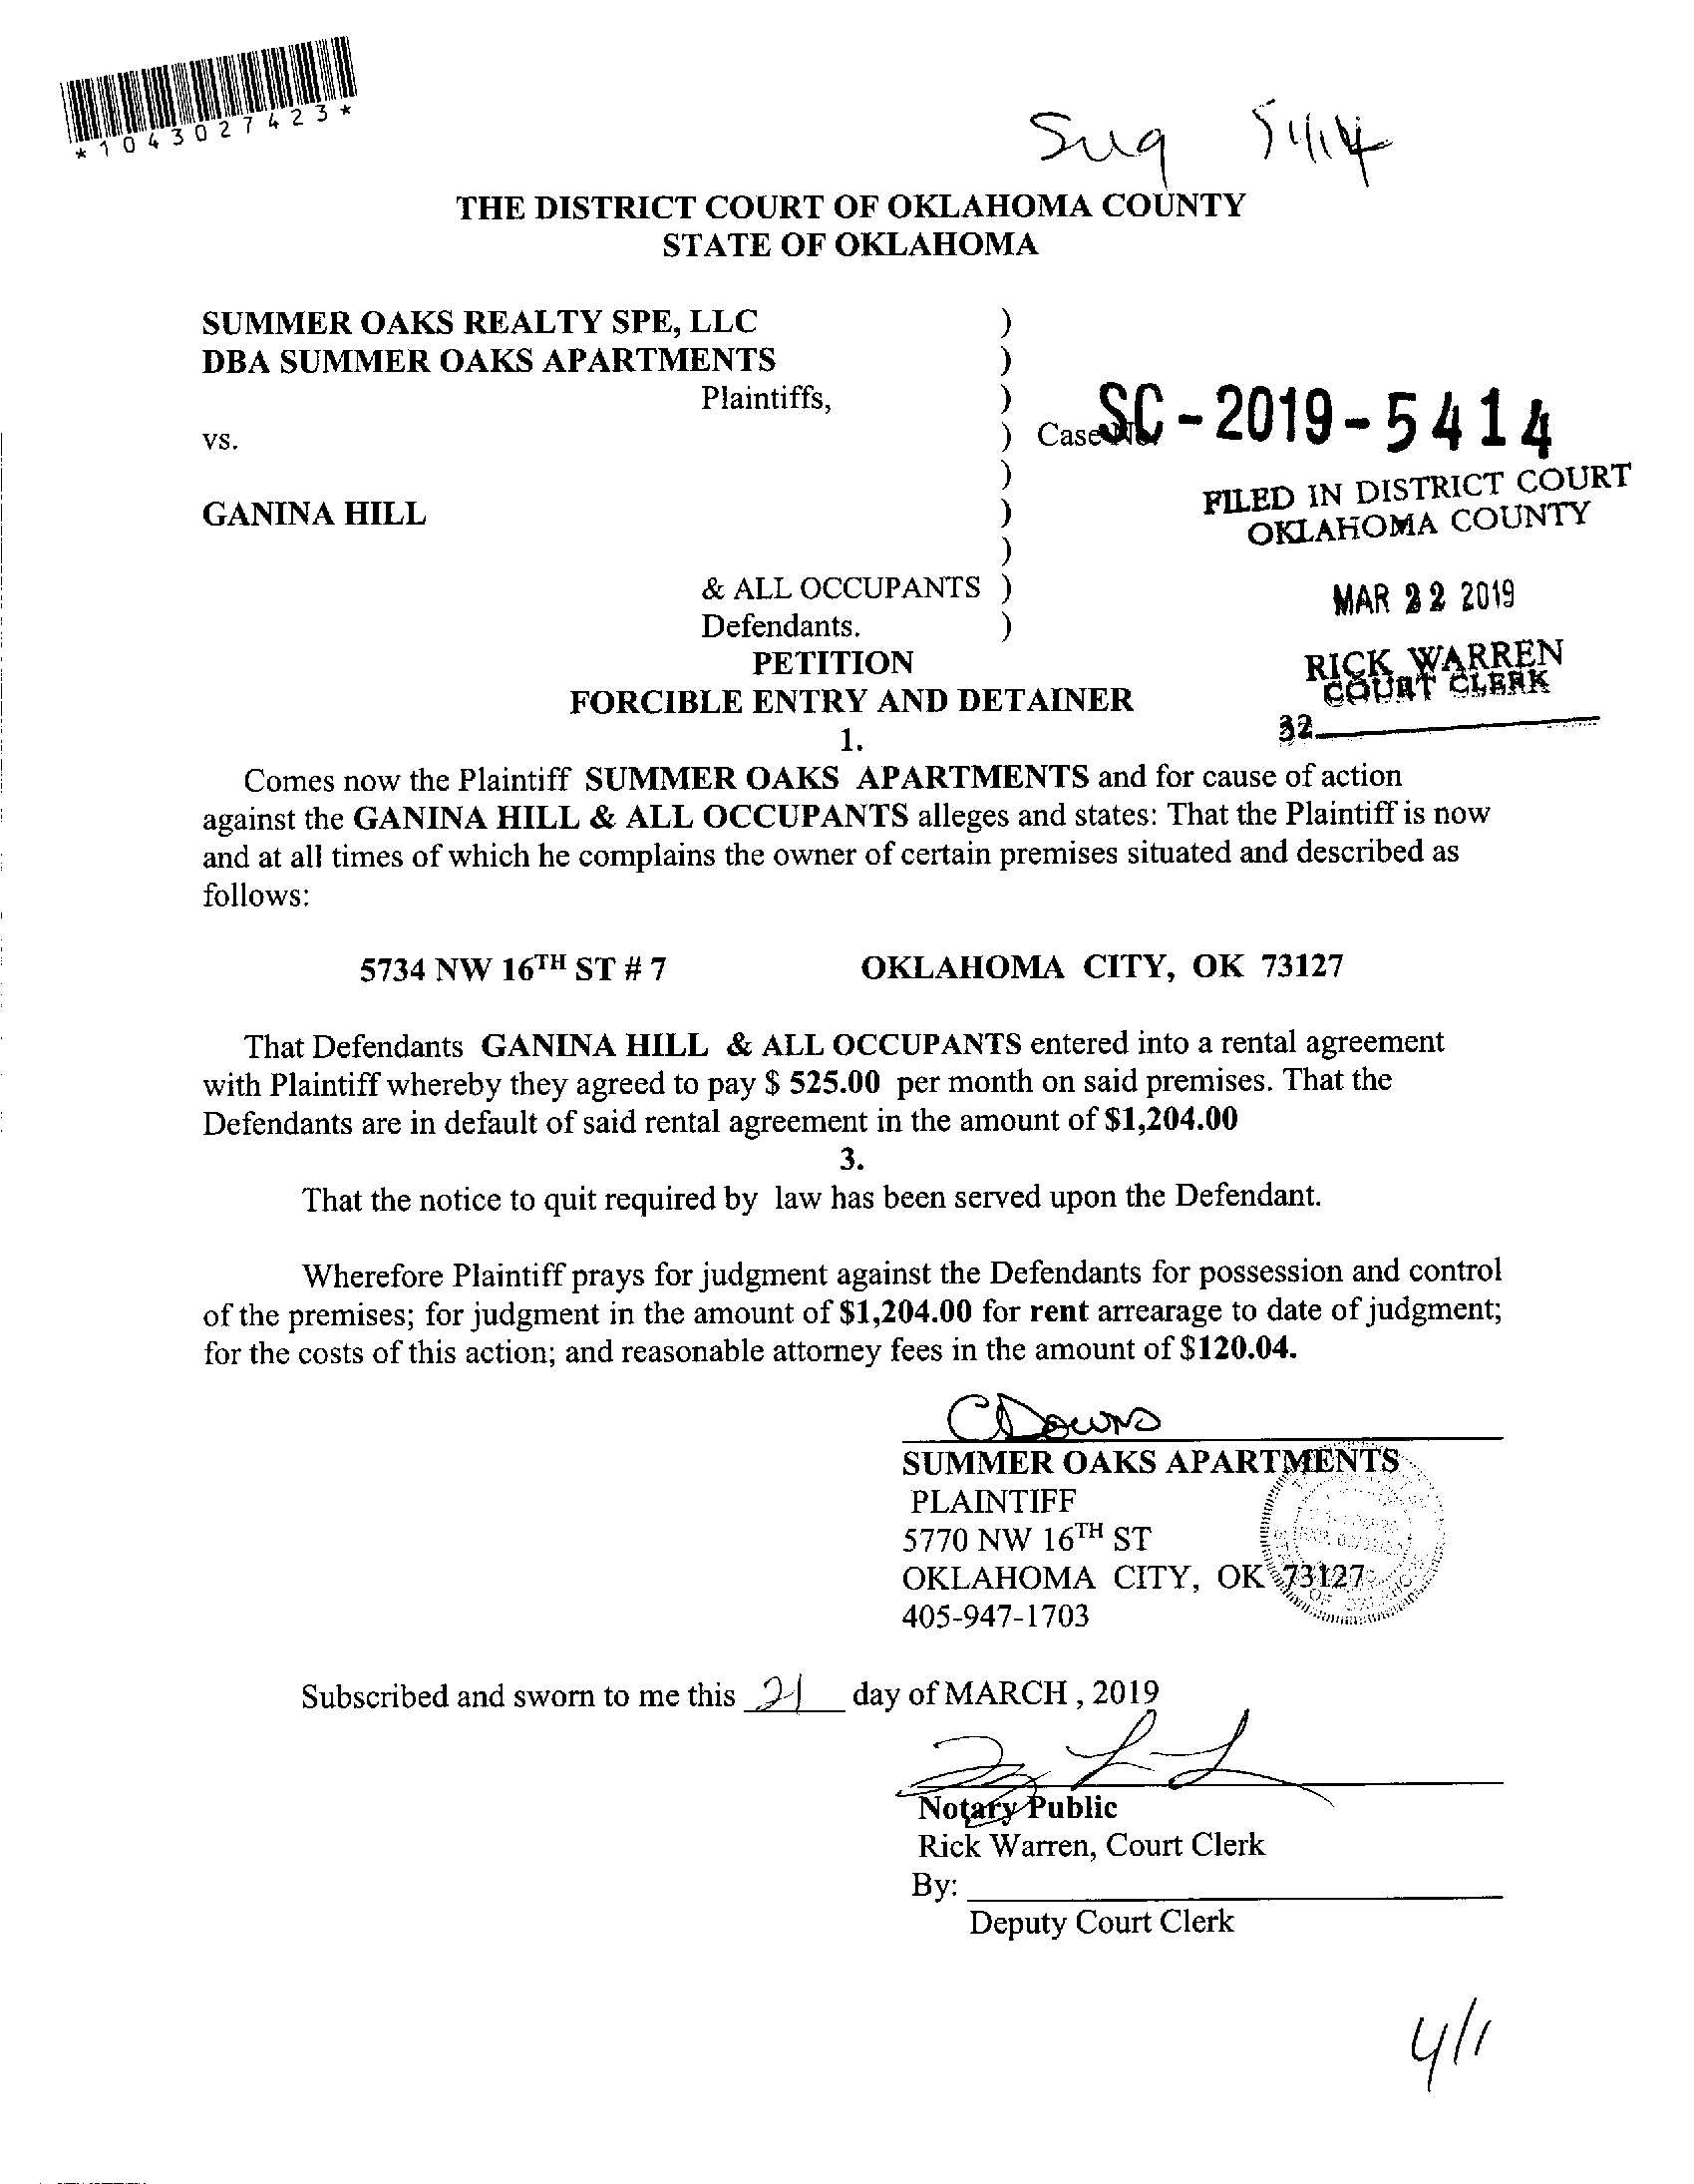 *1043027423*
5414
THE DISTRICT COURT OF OKLAHOMA COUNTY
STATE OF OKLAHOMA
SUMMER OAKS REALTY SPE, LLC )
DBA SUMMER OAKS APARTMENTS )
Plaintiffs, )
vs. ) Case No. SC-2019-5414
)
GANINA HILL )
)
& ALL OCCUPANTS )
Defendants. )
FILED IN DISTRICT COURT
OKLAHOMA COUNTY
MAR 22 2019
RICK WARREN
COURT CLERK
32
PETITION
FORCIBLE ENTRY AND DETAINER
1.
Comes now the Plaintiff SUMMER OAKS APARTMENTS and for cause of action
against the GANINA HILL & ALL OCCUPANTS alleges and states: That the Plaintiff is now
and at all times of which he complains the owner of certain premises situated and described as
follows:
5734 NW 16TH ST # 7 OKLAHOMA CITY, OK 73127
That Defendants GANINA HILL & ALL OCCUPANTS entered into a rental agreement
with Plaintiff whereby they agreed to pay $ 525.00 per month on said premises. That the
Defendants are in default of said rental agreement in the amount of $1,204.00
3.
That the notice to quit required by law has been served upon the Defendant.
Wherefore Plaintiff prays for judgment against the Defendants for possession and control
of the premises; for judgment in the amount of $1,204.00 for rent arrearage to date of judgment;
for the costs of this action; and reasonable attorney fees in the amount of $120.04.
CDowns
SUMMER OAKS APARTMENTS
PLAINTIFF
5770 NW 16TH ST
OKLAHOMA CITY, OK 73127
405-947-1703
Subscribed and sworn to me this 21 day of MARCH , 2019
Notary Public
Rick Warren, Court Clerk
By:
Deputy Court Clerk
4/1